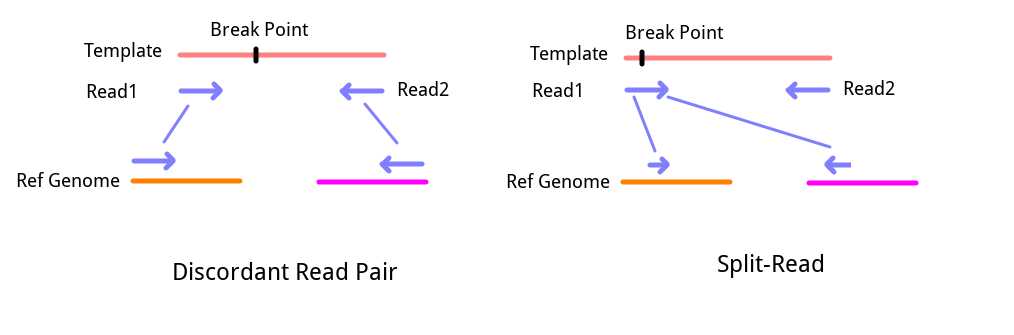 Break Point
Template
Read1
Read2
Ref Genome
Discordant Read Pair
Break Point
Template
Read1
Read2
Ref Genome
Split-Read